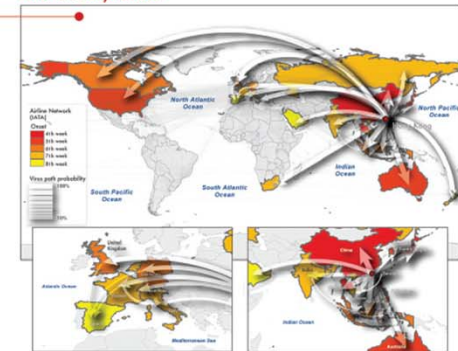 North Atlantic
Ocean
North Pacific
Ocean
Airline Network
(IATA)
Onset
4th week
5th week
6th week
7th week
8th week
Virus path probability
100%
10%
Indian
Ocean
South Pacific
Ocean
South Atlantic
Ocean
United
Kingdom
Atlantic Ocean
Mediterranean Sea
China
Indian Ocean
Australia